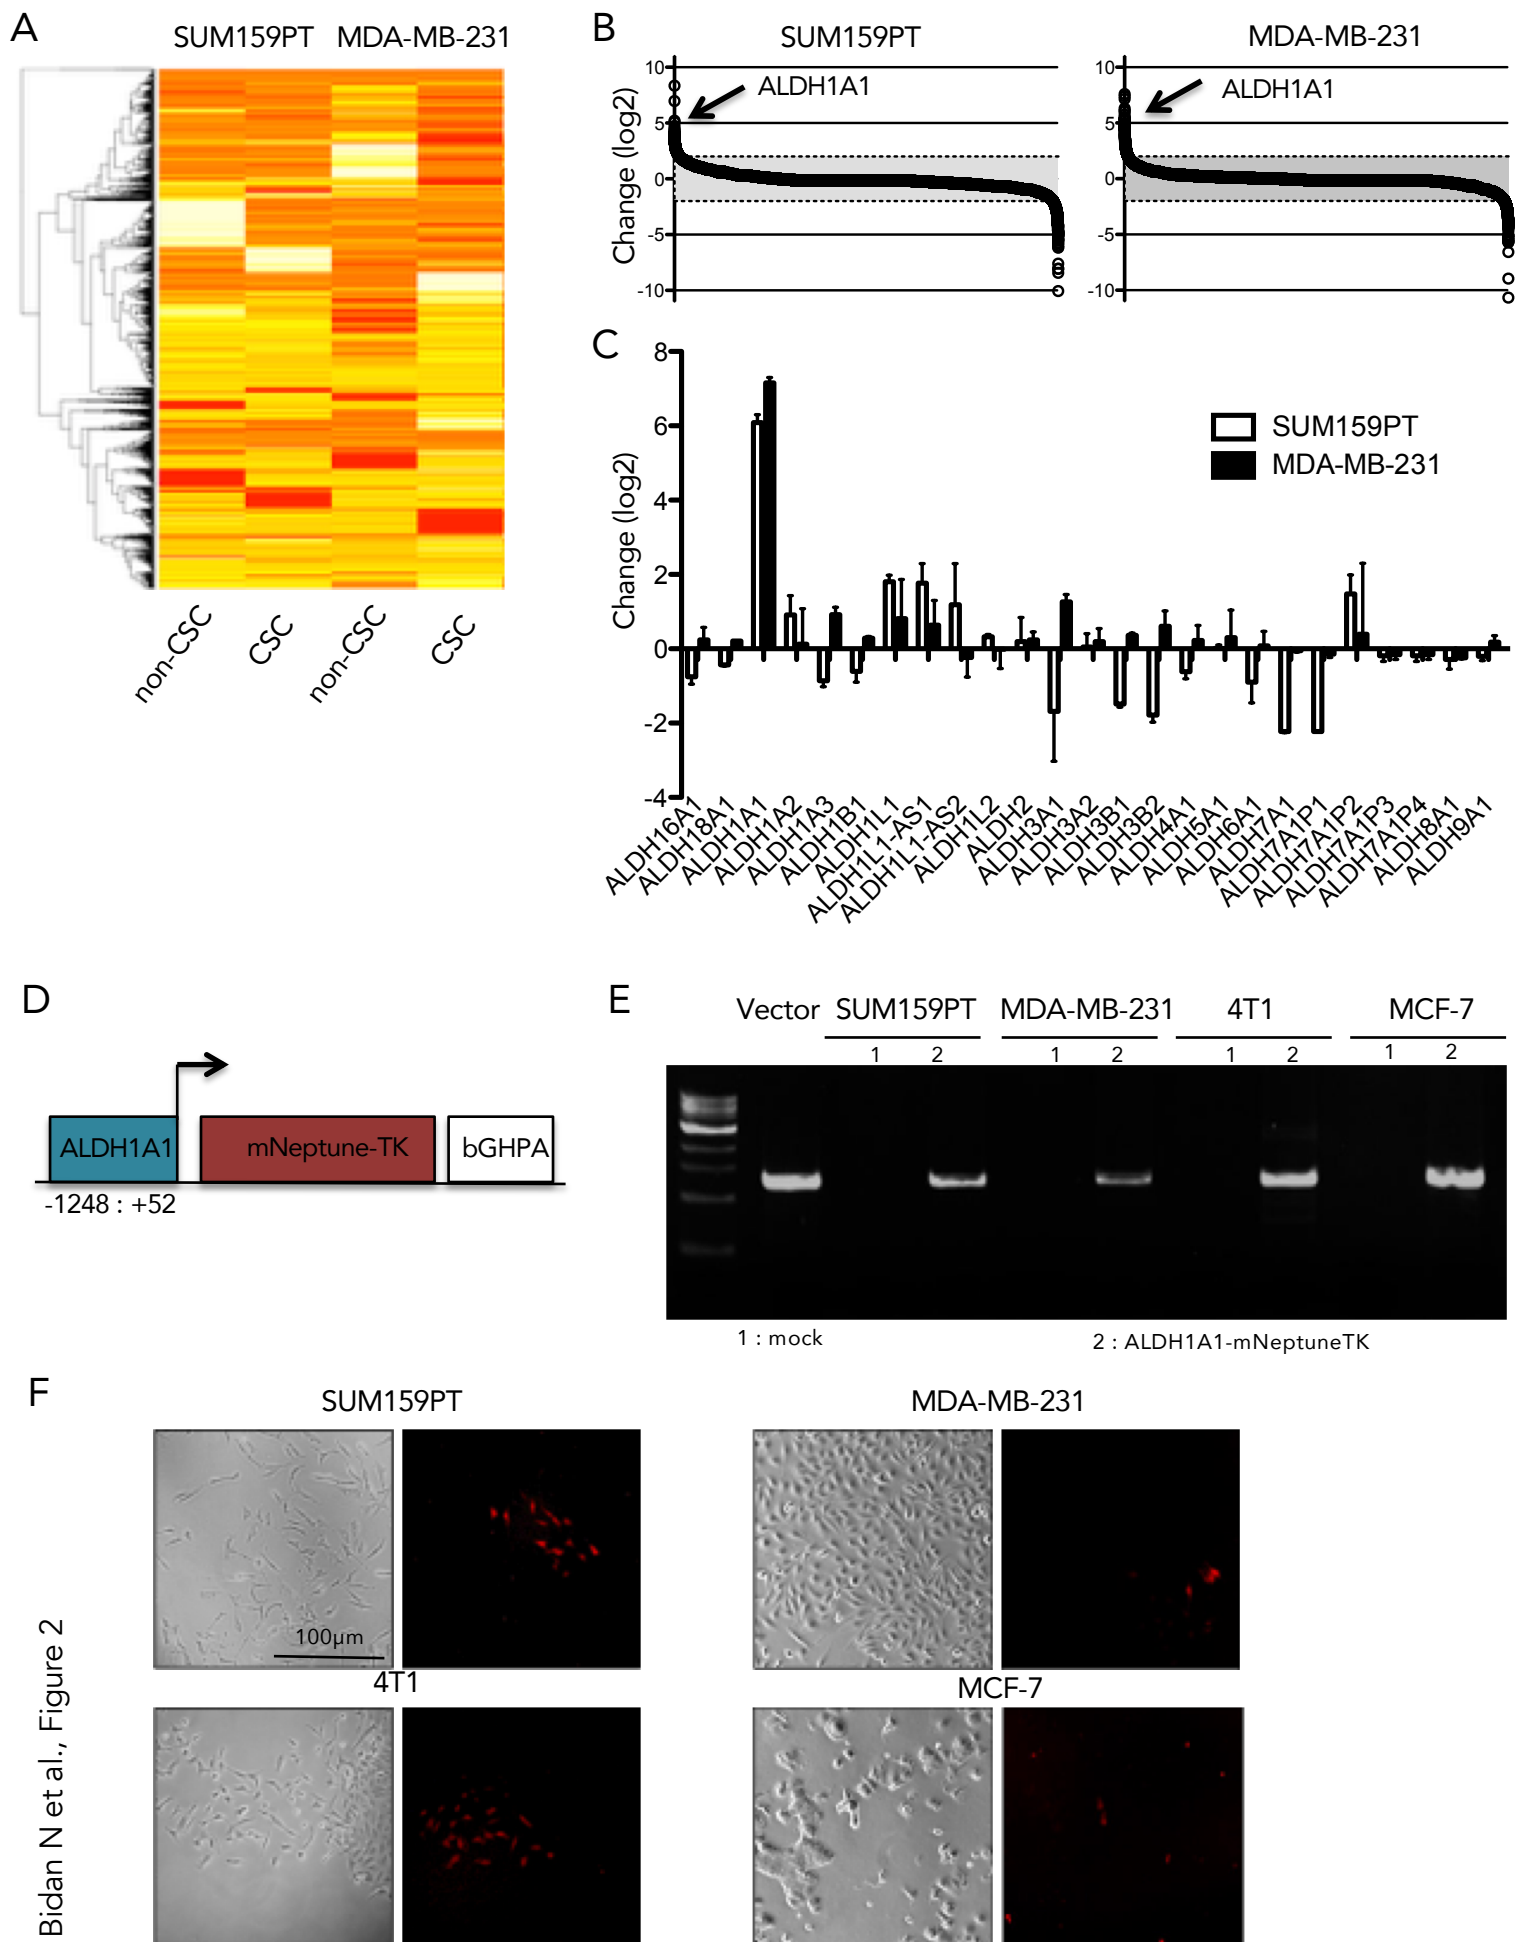 A
SUM159PT MDA-MB-231
non-CSC
CSC
non-CSC
CSC
B
SUM159PT
MDA-MB-231
Change (log2)
10
5
0
-5
-10
ALDH1A1
10
5
0
-5
-10
ALDH1A1
C
Change (log2)
8
6
4
2
0
-2
-4
SUM159PT
MDA-MB-231
ALDH16A1
ALDH18A1
ALDH1A1
ALDH1A2
ALDH1A3
ALDH1B1
ALDH1L1
ALDH1L1-AS1
ALDH1L1-AS2
ALDH1L2
ALDH2
ALDH3A1
ALDH3A2
ALDH3B1
ALDH3B2
ALDH4A1
ALDH5A1
ALDH6A1
ALDH7A1
ALDH7A1P1
ALDH7A1P2
ALDH7A1P3
ALDH7A1P4
ALDH8A1
ALDH9A1
D
ALDH1A1 mNeptune-TK bGHPA
-1248 : +52
E
Vector SUM159PT MDA-MB-231 4T1 MCF-7
1 2 1 2 1 2 1 2
1 : mock
2 : ALDH1A1-mNeptuneTK
F
SUM159PT
MDA-MB-231
100µm
4T1
MCF-7
Bidan N et al., Figure 2